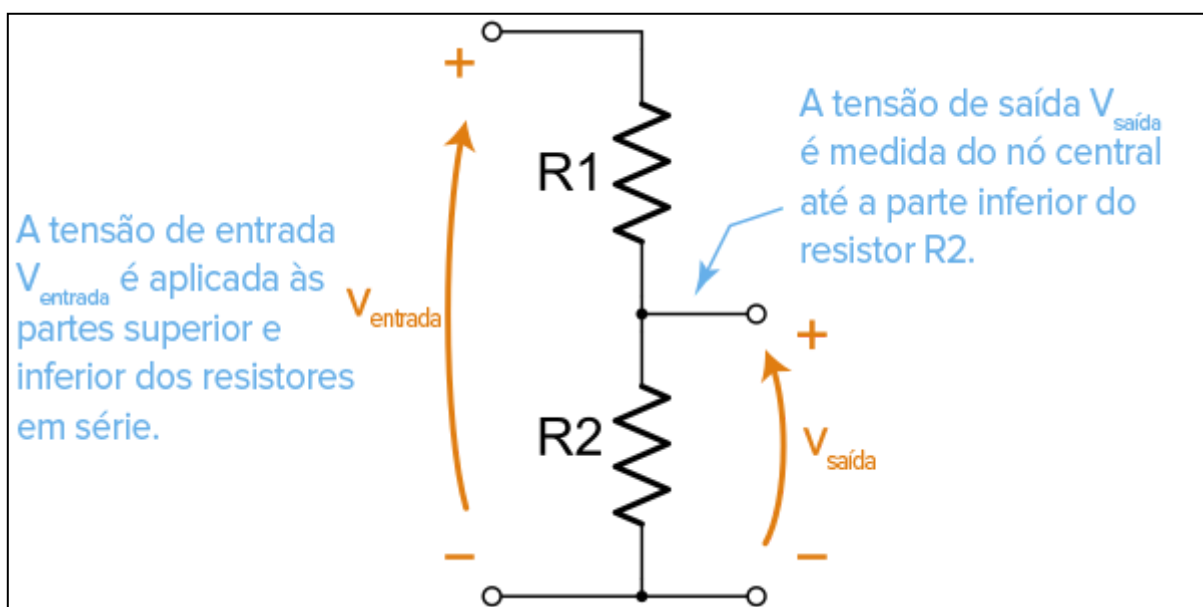 +
A tensão de saída Vsaída
é medida do nó central
até a parte inferior do
resistor R2.
R1
A tensão de entrada
Ventrada é aplicada às
partes superior e
inferior dos resistores
em série.
Ventrada
+
R2
Vsaída
−
−